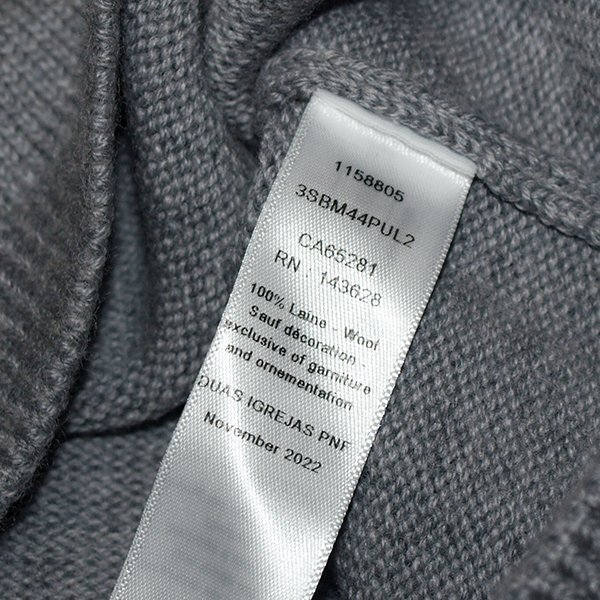 1158805
3SBM44PUL2
CA65281
RN : 143628
100% Laine - Wool
Sauf décoration -
exclusive of garniture
and ornementation
DUAS IGREJAS PNF
November 2022